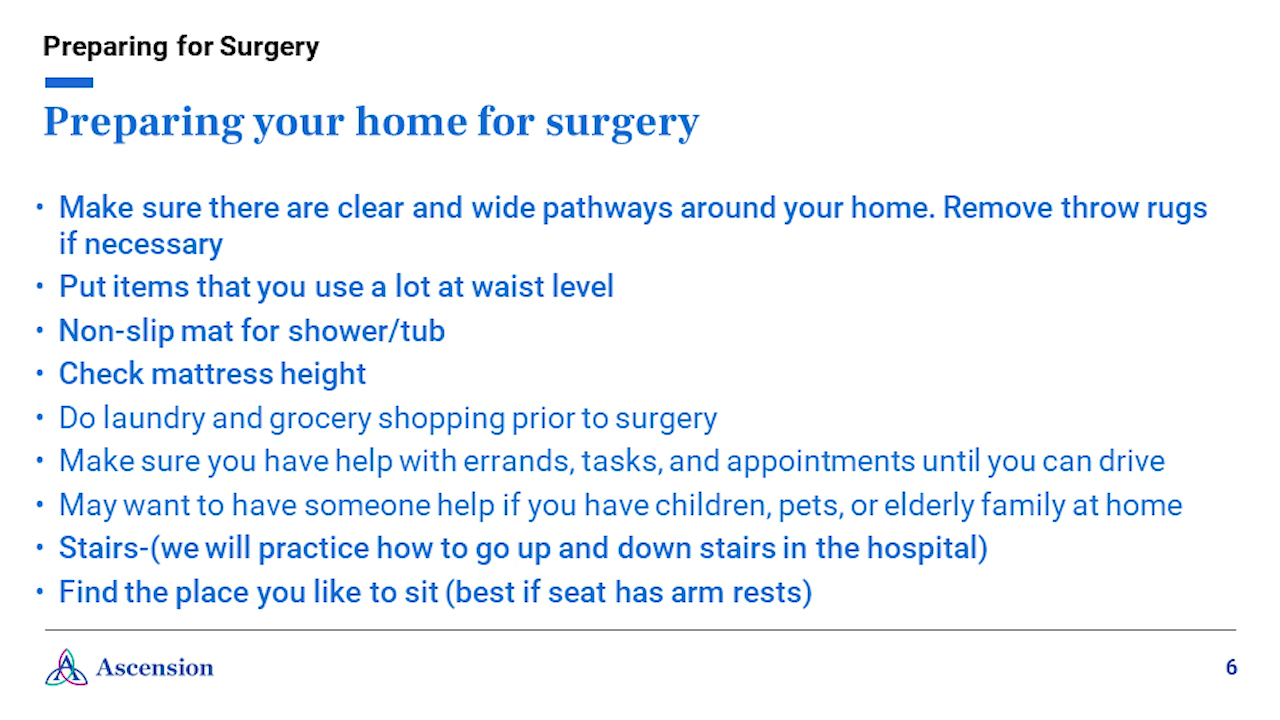 Preparing for Surgery
Preparing your home for surgery
• Make sure there are clear and wide pathways around your home. Remove throw rugs
if necessary
• Put items that you use a lot at waist level
• Non-slip mat for shower/tub
• Check mattress height
• Do laundry and grocery shopping prior to surgery
• Make sure you have help with errands, tasks, and appointments until you can drive
• May want to have someone help if you have children, pets, or elderly family at home
• Stairs-(we will practice how to go up and down stairs in the hospital)
• Find the place you like to sit (best if seat has arm rests)
Ascension
6